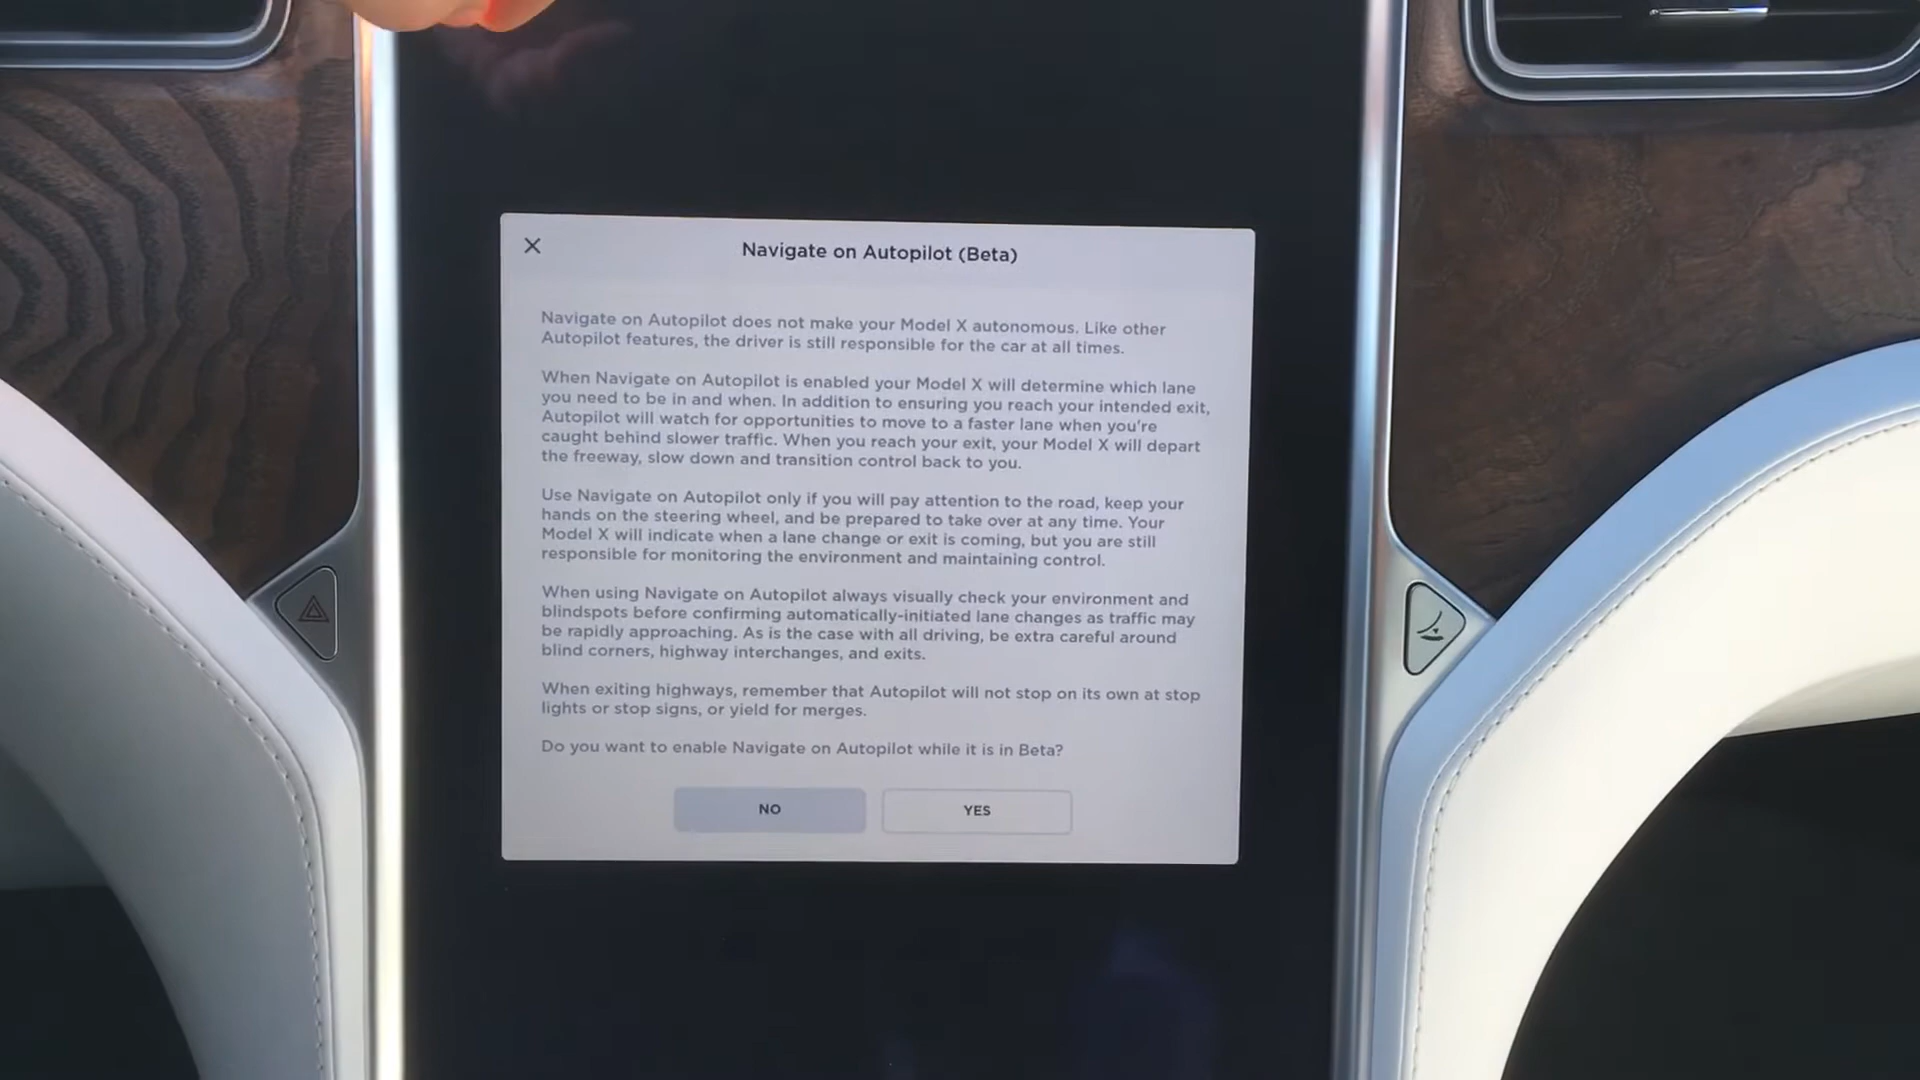 Navigate on Autopilot (Beta)
Navigate on Autopilot does not make your Model X autonomous. Like other
Autopilot features, the driver is still responsible for the car at all times.
When Navigate on Autopilot is enabled your Model X will determine which lane
you need to be in and when. In addition to ensuring you reach your intended exit,
Autopilot will watch for opportunities to move to a faster lane when you're
caught behind slower traffic. When you reach your exit, your Model X will depart
the freeway, slow down and transition control back to you.
Use Navigate on Autopilot only if you will pay attention to the road, keep your
hands on the steering wheel, and be prepared to take over at any time. Your
Model X will indicate when a lane change or exit is coming, but you are still
responsible for monitoring the environment and maintaining control.
When using Navigate on Autopilot always visually check your environment and
blindspots before confirming automatically-initiated lane changes as traffic may
be rapidly approaching. As is the case with all driving, be extra careful around
blind corners, highway interchanges, and exits.
When exiting highways, remember that Autopilot will not stop on its own at stop
lights or stop signs, or yield for merges.
Do you want to enable Navigate on Autopilot while it is in Beta?
NO
YES